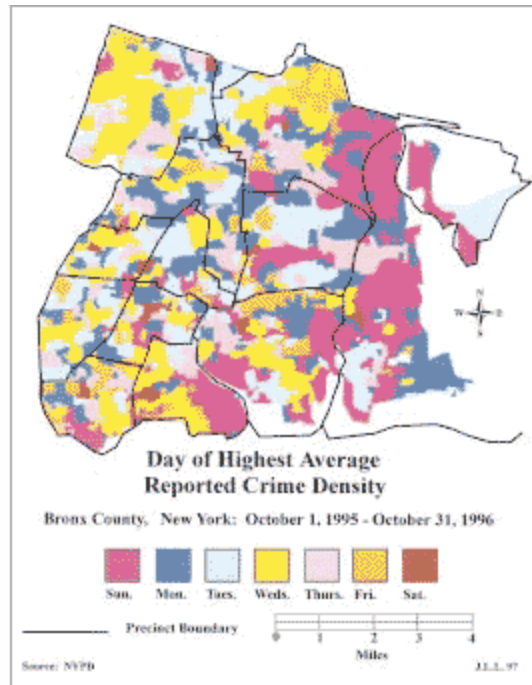 N
W E
S
Day of Highest Average
Reported Crime Density
Bronx County, New York: October 1, 1995 - October 31, 1996
Sun. Mon. Tues. Weds. Thurs. Fri. Sat.
Precinct Boundary
0 1 2 3 4
Miles
Source: NYPD J.L.L. 97